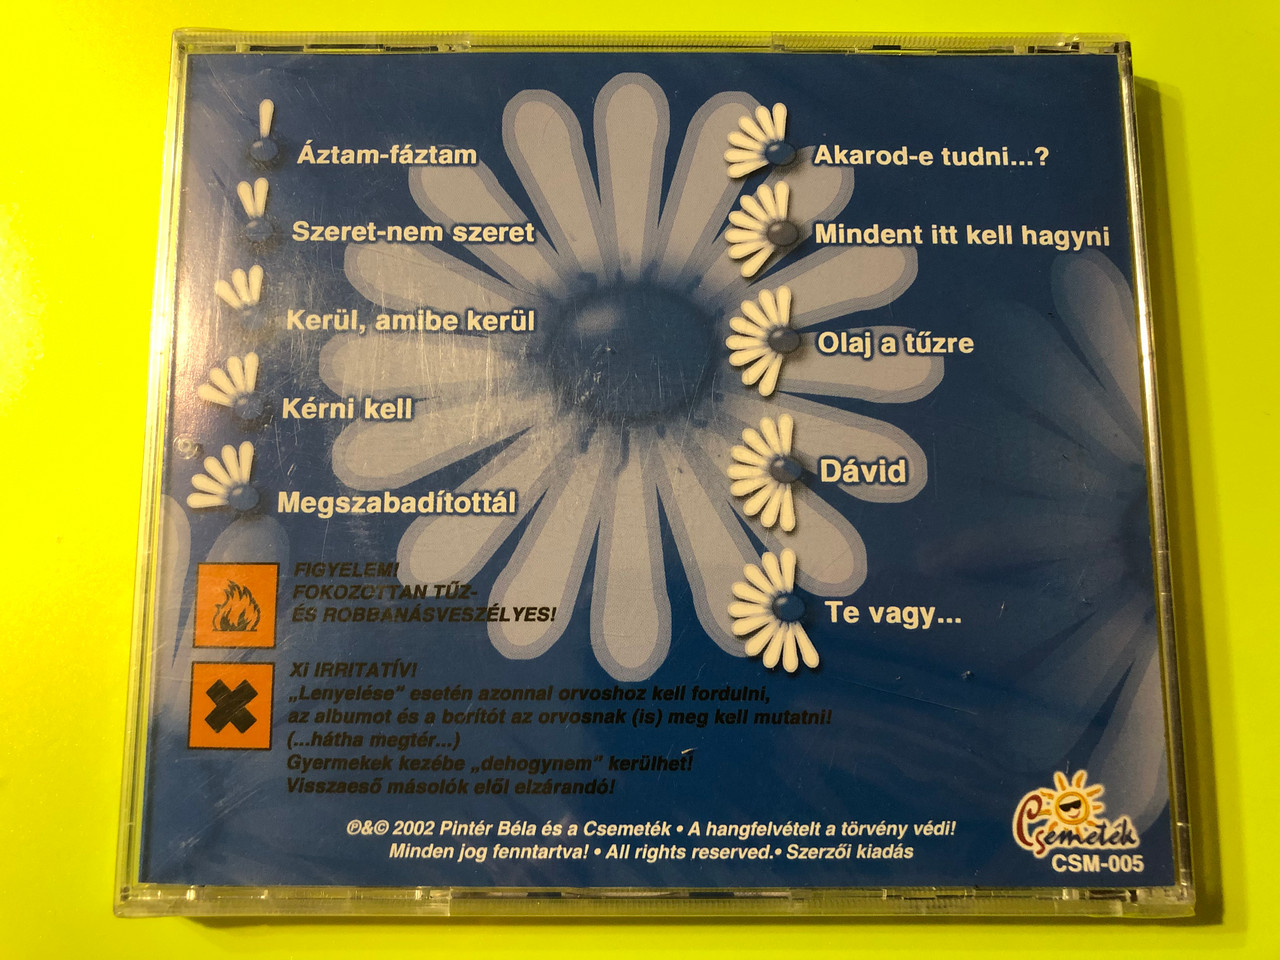 Áztam-fáztam
Szeret-nem szeret
Kerül, amibe kerül
Kérni kell
Megszabadítottál
Akarod-e tudni...?
Mindent itt kell hagyni
Olaj a tűzre
Dávid
Te vagy...
FIGYELEM!
FOKOZOTTAN TŰZ-
ÉS ROBBANÁSVESZÉLYES!
Xi IRRITATÍV!
„Lenyelése” esetén azonnal orvoshoz kell fordulni,
az albumot és a borítót az orvosnak (is) meg kell mutatni!
(...hátha megtér...)
Gyermekek kezébe „dehogynem” kerülhet!
Visszaeső másolók elől elzárandó!
℗&© 2002 Pintér Béla és a Csemeték • A hangfelvételt a törvény védi!
Minden jog fenntartva! • All rights reserved.• Szerzői kiadás
Csemeték
CSM-005